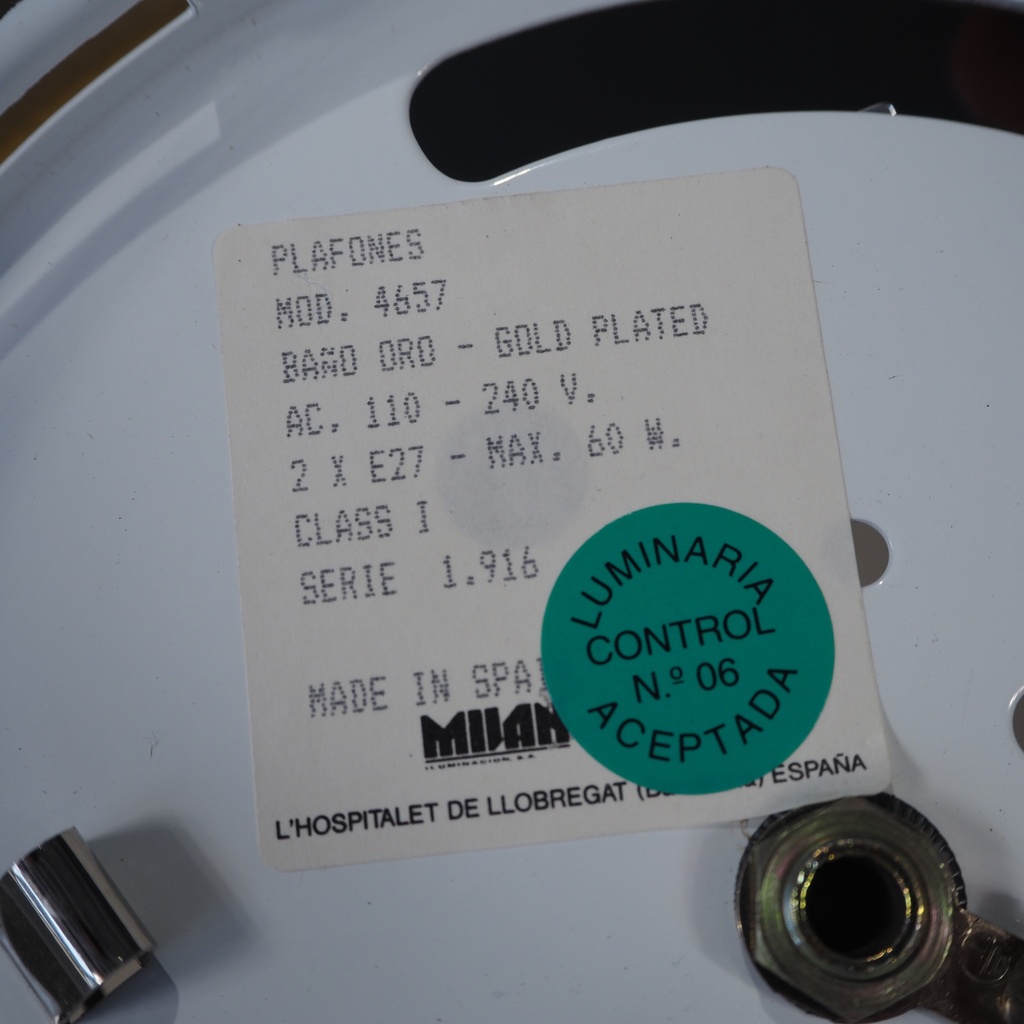 PLAFONES
MOD. 4657
BAÑO ORO - GOLD PLATED
AC. 110 - 240 V.
2 X E27 - MAX. 60 W.
CLASS I
SERIE 1.916
MADE IN
MILAN
ILUMINACION, S.A.
L'HOSPITALET DE LLOBREGAT ESPAÑA
LUMINARIA
CONTROL
N.º 06
ACEPTADA